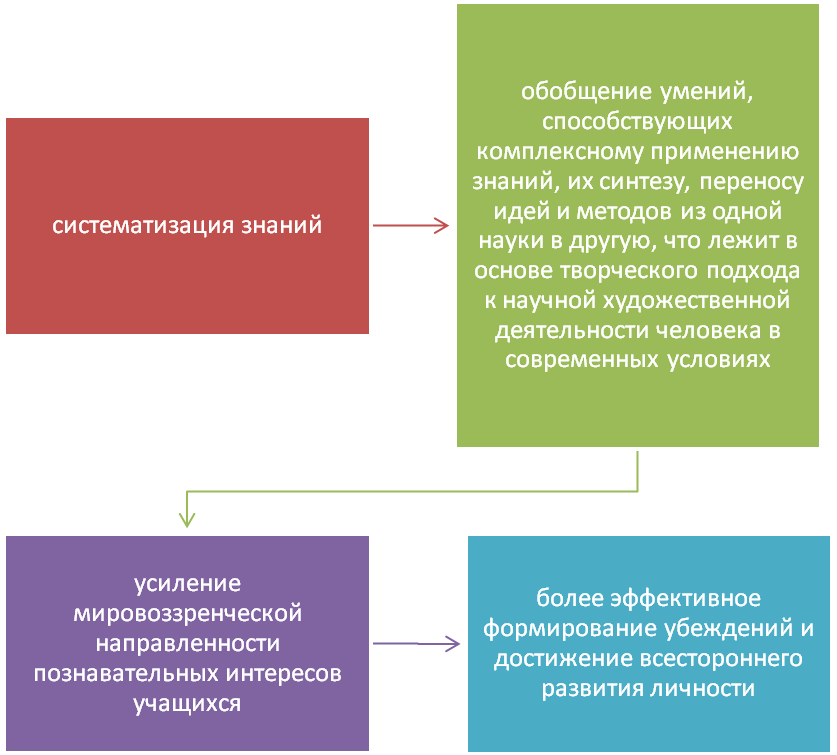 систематизация знаний
обобщение умений,
способствующих
комплексному применению
знаний, их синтезу, переносу
идей и методов из одной
науки в другую, что лежит в
основе творческого подхода
к научной художественной
деятельности человека в
современных условиях
усиление
мировоззренческой
направленности
познавательных интересов
учащихся
более эффективное
формирование убеждений и
достижение всестороннего
развития личности